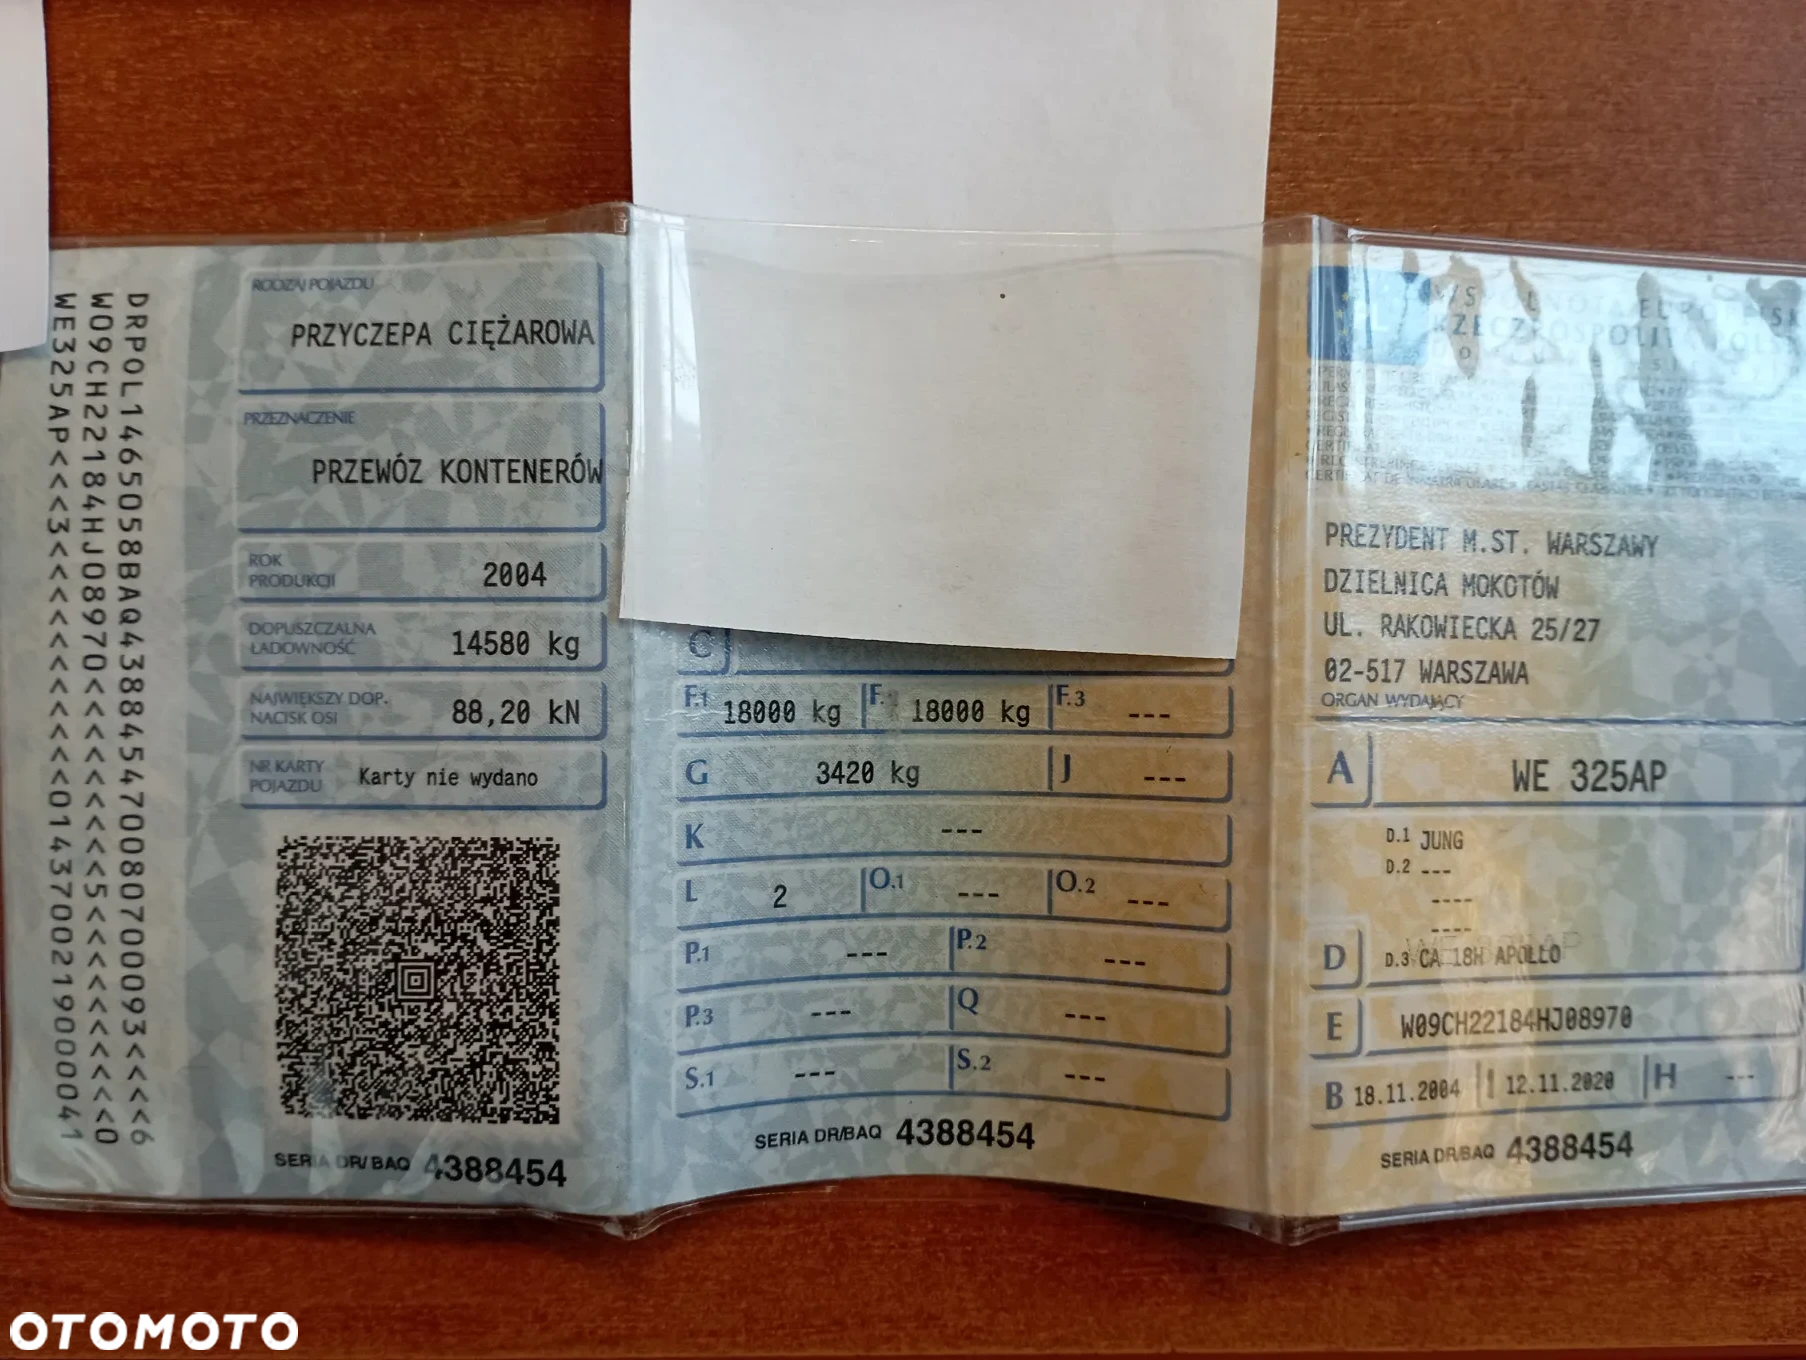 DRPOL1465058BAQ4388454700807000093<<<<6
W09CH22184HJ08970<<<<<<<<<5<<<<<<<<<<<0
WE325AP<<<3<<<<<<<<<<<<0143700219000041
RODZAJ POJAZDU
PRZYCZEPA CIĘŻAROWA
PRZEZNACZENIE
PRZEWÓZ KONTENERÓW
ROK
PRODUKCJI 2004
DOPUSZCZALNA
ŁADOWNOŚĆ 14580 kg
NAJWIĘKSZY DOP.
NACISK OSI 88,20 kN
NR KARTY
POJAZDU Karty nie wydano
SERIA DR/BAQ 4388454
C
F.1 18000 kg F. 18000 kg F.3 ---
G 3420 kg J ---
K ---
L 2 O.1 --- O.2 ---
P.1 --- P.2 ---
P.3 --- Q ---
S.1 --- S.2 ---
SERIA DR/BAQ 4388454
PREZYDENT M.ST. WARSZAWY
DZIELNICA MOKOTÓW
UL. RAKOWIECKA 25/27
02-517 WARSZAWA
ORGAN WYDAJĄCY
A WE 325AP
D.1 JUNG
D.2 ---
----
----
D D.3 CA 18H APOLLO
E W09CH22184HJ08970
B 18.11.2004 I 12.11.2020 H ---
SERIA DR/BAQ 4388454
OTOMOTO